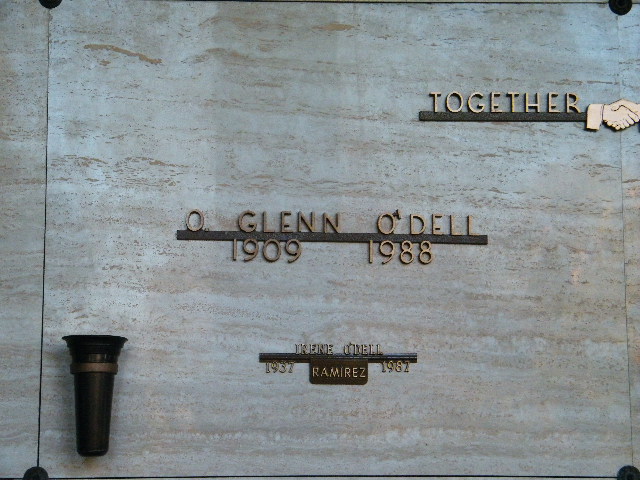 TOGETHER
O. GLENN O'DELL
1909 1988
IRENE O'DELL
1937 RAMIREZ 1982